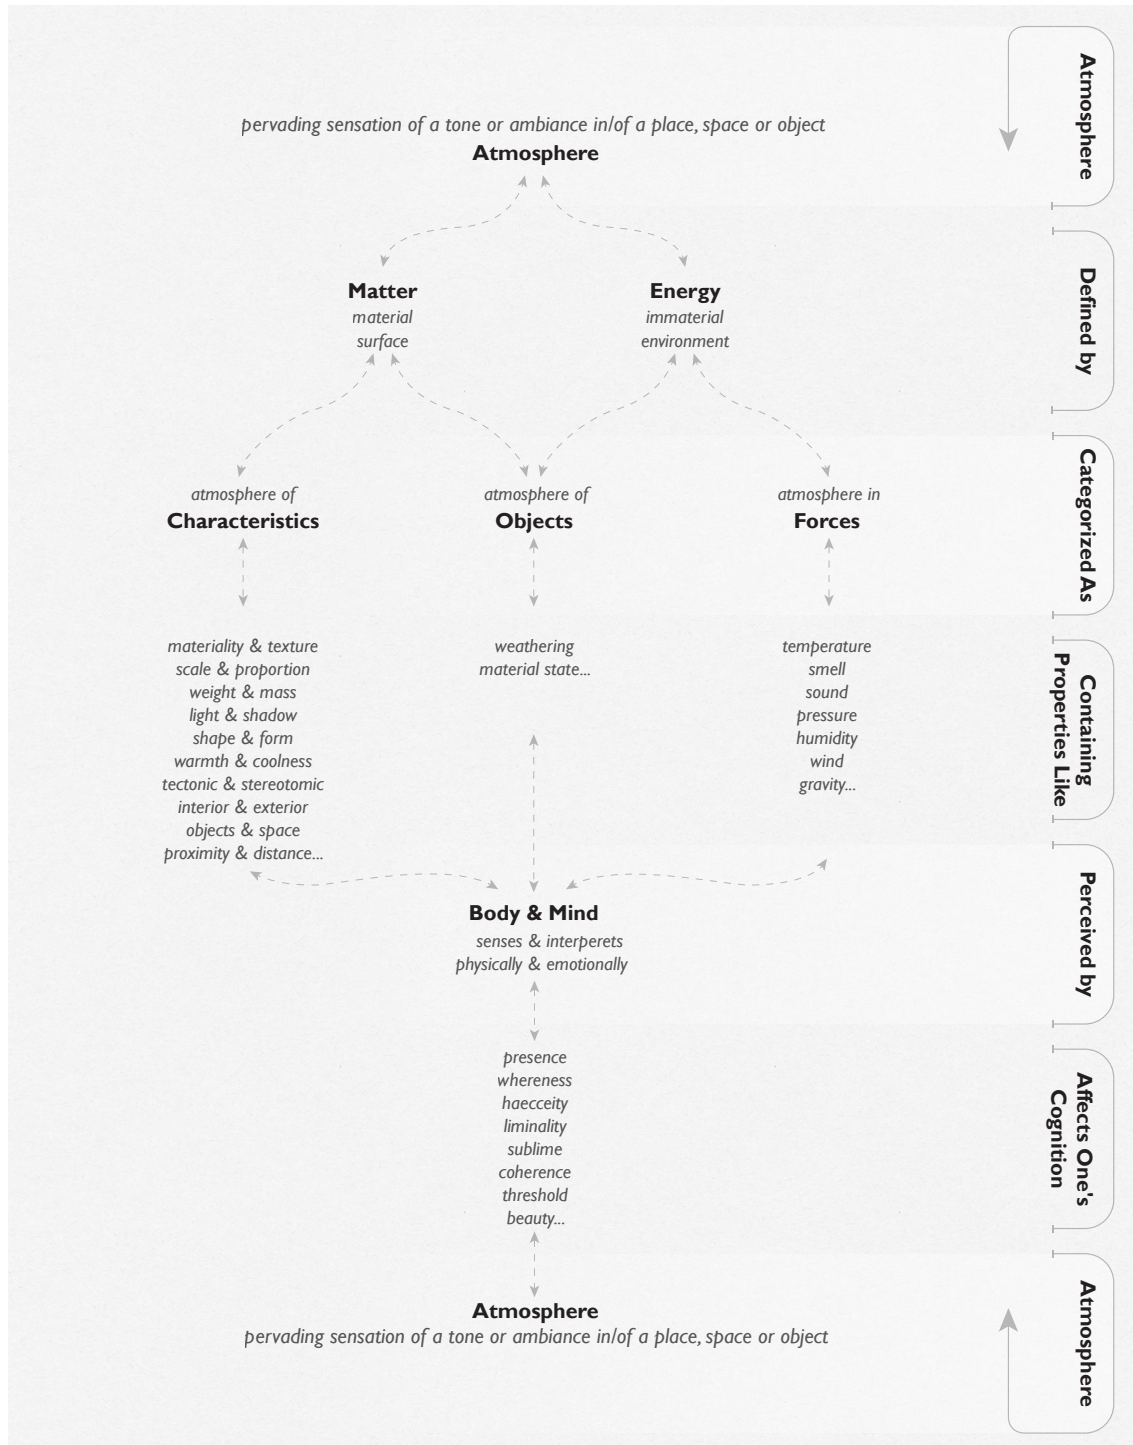 pervading sensation of a tone or ambiance in/of a place, space or object
Atmosphere
Matter
material
surface
Energy
immaterial
environment
atmosphere of
Characteristics
atmosphere of
Objects
atmosphere in
Forces
materiality & texture
scale & proportion
weight & mass
light & shadow
shape & form
warmth & coolness
tectonic & stereotomic
interior & exterior
objects & space
proximity & distance...
weathering
material state...
temperature
smell
sound
pressure
humidity
wind
gravity...
Body & Mind
senses & interperets
physically & emotionally
presence
whereness
haecceity
liminality
sublime
coherence
threshold
beauty...
Atmosphere
pervading sensation of a tone or ambiance in/of a place, space or object
Atmosphere
Defined by
Categorized As
Containing
Properties Like
Perceived by
Affects One's
Cognition
Atmosphere